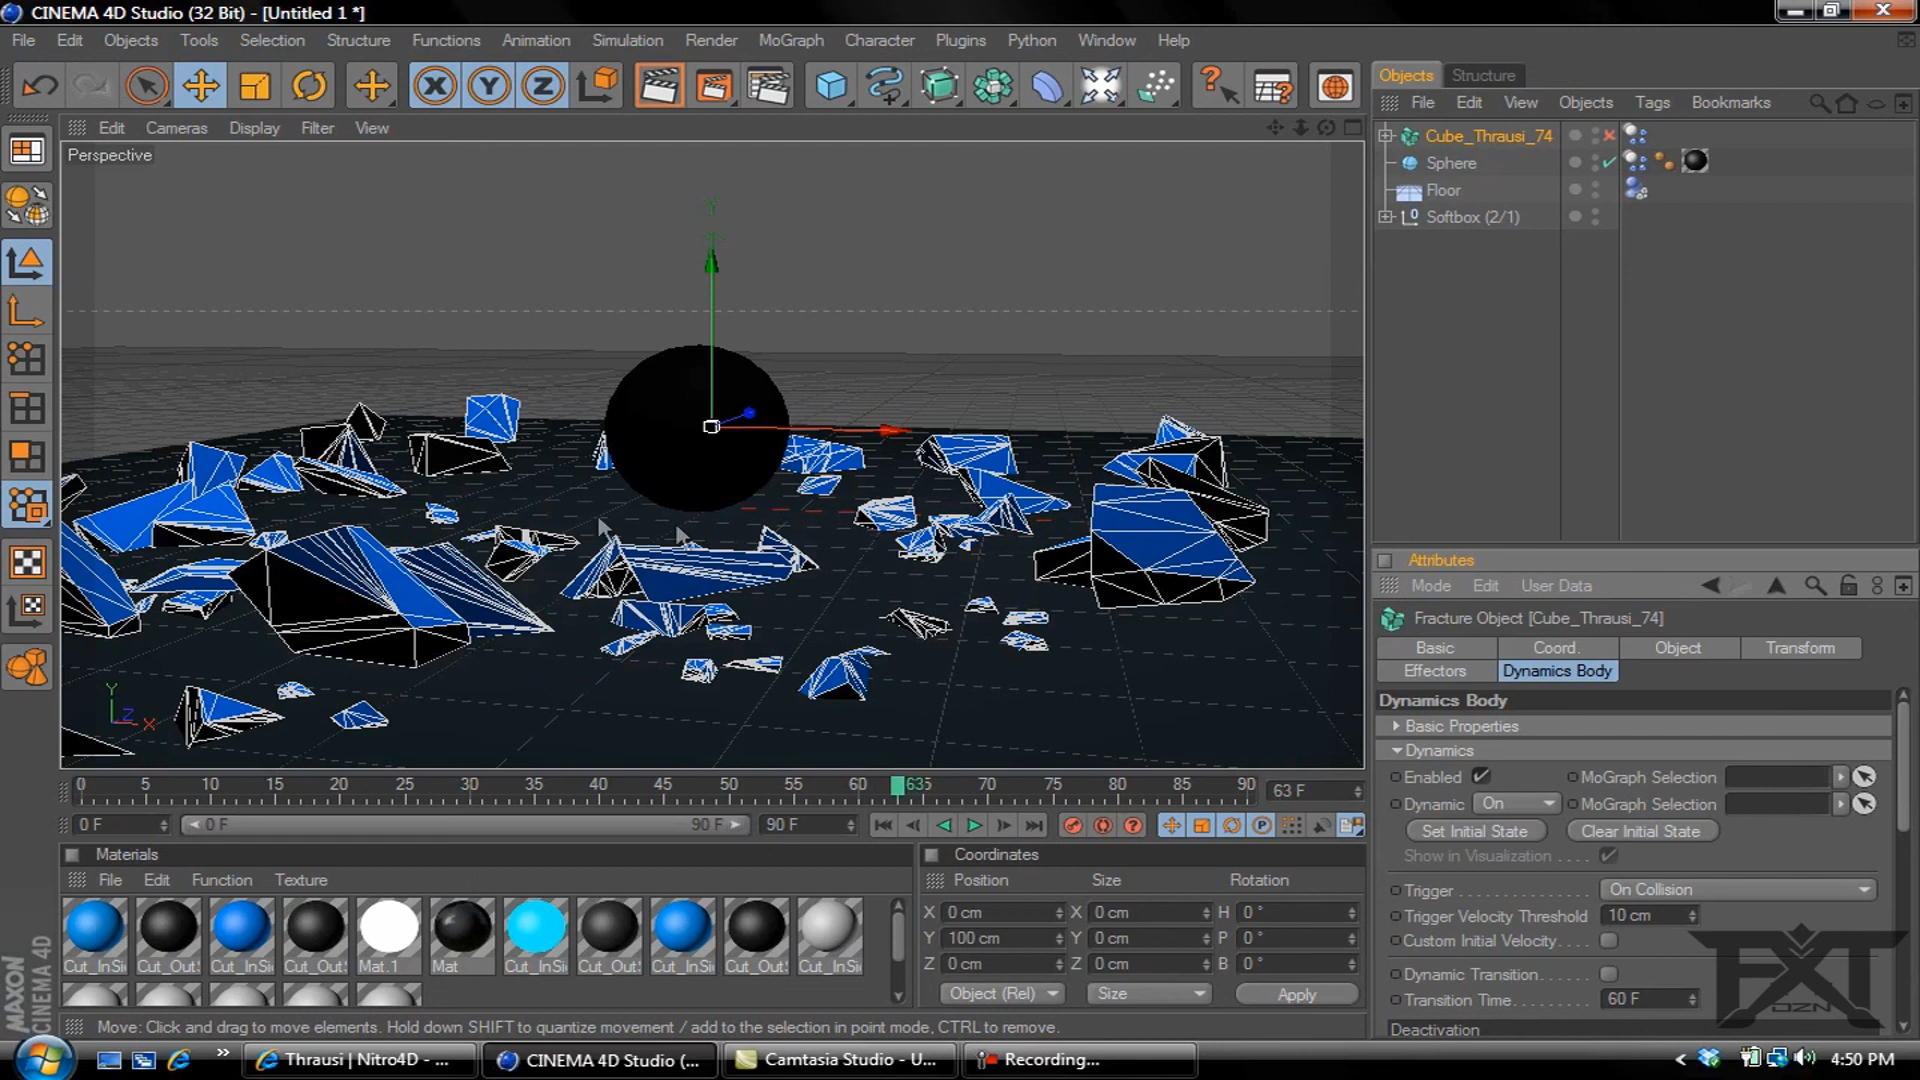 CINEMA 4D Studio (32 Bit) - [Untitled 1 *]
File Edit Objects Tools Selection Structure Functions Animation Simulation Render MoGraph Character Plugins Python Window Help
X Y Z
Objects Structure
File Edit View Objects Tags Bookmarks
Edit Cameras Display Filter View
Perspective
Cube_Thrausi_74
Sphere
Floor
Softbox (2/1)
Y
Y
Z
X
Attributes
Mode Edit User Data
Fracture Object [Cube_Thrausi_74]
Basic Coord. Object Transform
Effectors Dynamics Body
Dynamics Body
Basic Properties
Dynamics
Enabled MoGraph Selection
Dynamic On MoGraph Selection
Set Initial State Clear Initial State
Show in Visualization . . . .
Trigger On Collision
Trigger Velocity Threshold 10 cm
Custom Initial Velocity
Dynamic Transition
Transition Time 60 F
Deactivation
0 5 10 15 20 25 30 35 40 45 50 55 60 635 70 75 80 85 90 63 F
0 F 0 F 90 F 90 F
Materials
File Edit Function Texture
Cut_InSi Cut_Out Cut_InSi Cut_Out Mat.1 Mat Cut_InSi Cut_Out Cut_InSi Cut_Out Cut_InSi
Coordinates
Position Size Rotation
X 0 cm X 0 cm H 0 °
Y 100 cm Y 0 cm P 0 °
Z 0 cm Z 0 cm B 0 °
Object (Rel) Size Apply
MAXON
CINEMA 4D
FXT
DZN
Move: Click and drag to move elements. Hold down SHIFT to quantize movement / add to the selection in point mode, CTRL to remove.
Thrausi | Nitro4D - ... CINEMA 4D Studio (... Camtasia Studio - U... Recording... 4:50 PM